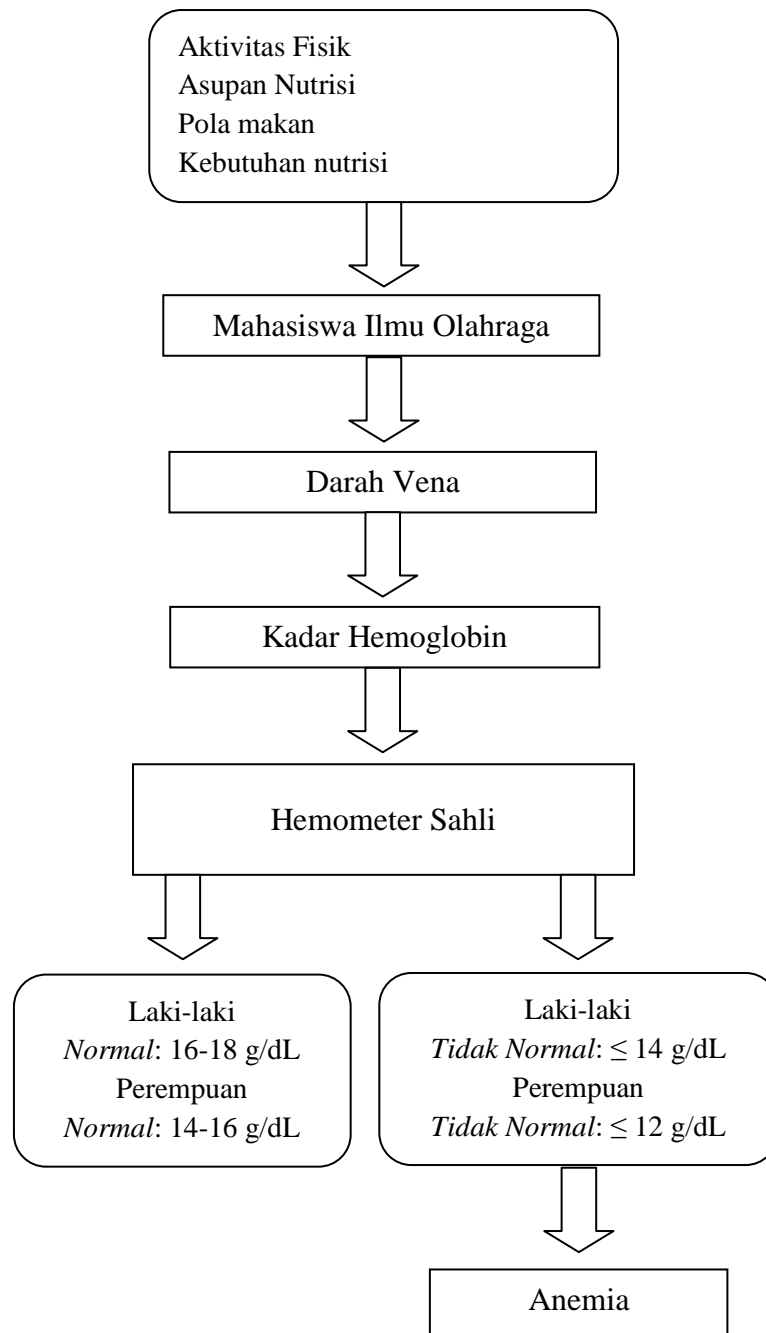 Aktivitas Fisik
Asupan Nutrisi
Pola makan
Kebutuhan nutrisi
Mahasiswa Ilmu Olahraga
Darah Vena
Kadar Hemoglobin
Hemometer Sahli
Laki-laki
Normal: 16-18 g/dL
Perempuan
Normal: 14-16 g/dL
Laki-laki
Tidak Normal: ≤ 14 g/dL
Perempuan
Tidak Normal: ≤ 12 g/dL
Anemia